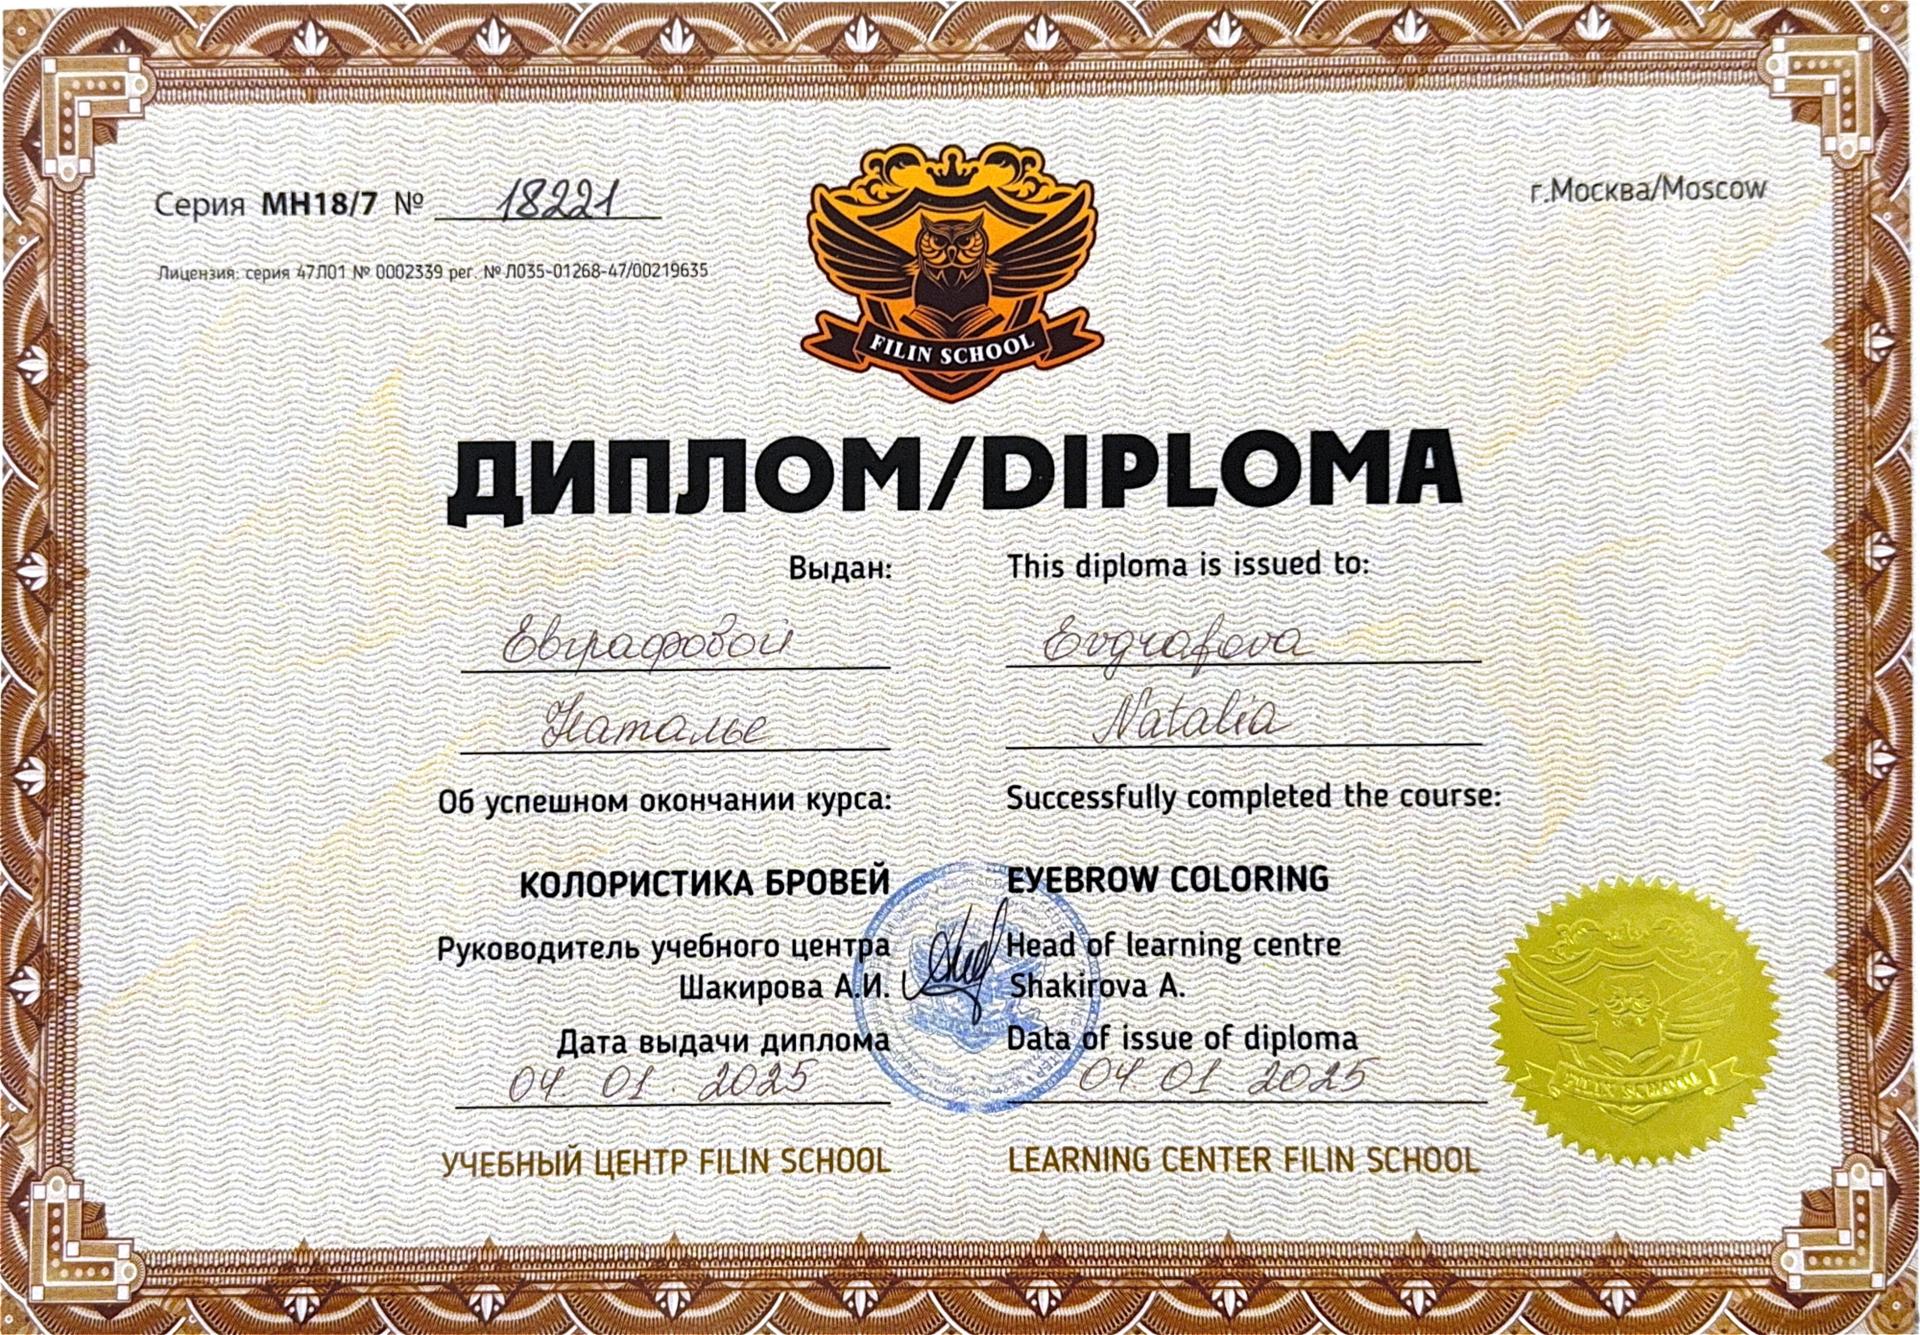 Серия МН18/7 № 18221
г.Москва/Moscow
Лицензия: серия 47Л01 № 0002339 рег. № Л035-01268-47/00219635
FILIN SCHOOL
ДИПЛОМ/DIPLOMA
Выдан:
This diploma is issued to:
Евграфовой
Evgrafova
Наталье
Natalia
Об успешном окончании курса:
Successfully completed the course:
КОЛОРИСТИКА БРОВЕЙ
EYEBROW COLORING
Руководитель учебного центра
Head of learning centre
Шакирова А.И.
Shakirova A.
Дата выдачи диплома
Data of issue of diploma
04. 01. 2025
04 01 2025
УЧЕБНЫЙ ЦЕНТР FILIN SCHOOL
LEARNING CENTER FILIN SCHOOL
FILIN SCHOOL